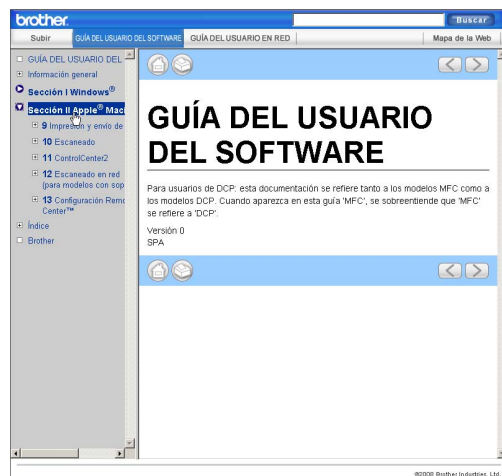 brother
Buscar
Subir
GUÍA DEL USUARIO DEL SOFTWARE
GUÍA DEL USUARIO EN RED
Mapa de la Web
GUÍA DEL USUARIO DEL
Información general
Sección I Windows®
Sección II Apple® Maci
9 Impresión y envío de
10 Escaneado
11 ControlCenter2
12 Escaneado en red
(para modelos con sop
13 Configuración Remo
Center™
Índice
Brother
GUÍA DEL USUARIO
DEL SOFTWARE
Para usuarios de DCP: esta documentación se refiere tanto a los modelos MFC como a
los modelos DCP. Cuando aparezca en esta guía 'MFC', se sobreentiende que 'MFC'
se refiere a 'DCP'.
Versión 0
SPA
©2008 Brother Industries, Ltd.